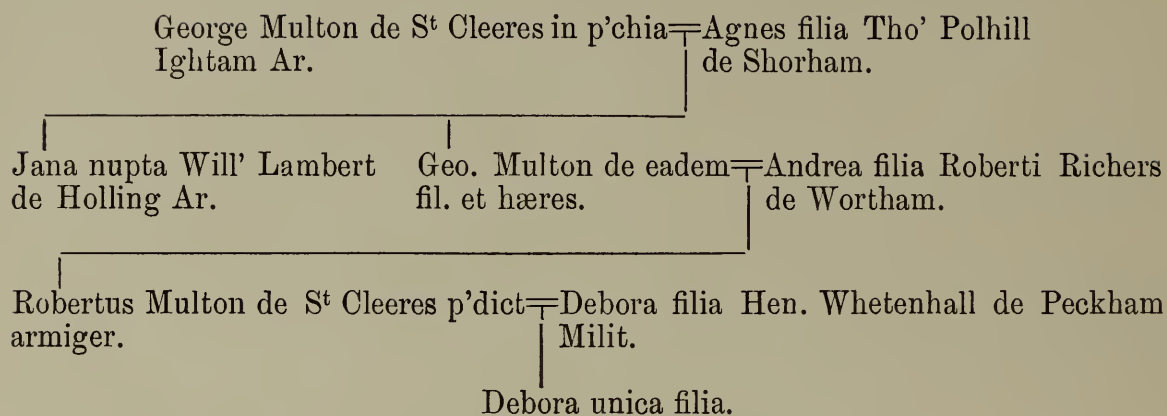 George Multon de Sᵗ Cleeres in p'chia
Ightam Ar.
Agnes filia Tho' Polhill
de Shorham.
Jana nupta Will' Lambert
de Holling Ar.
Geo. Multon de eadem
fil. et hæres.
Andrea filia Roberti Richers
de Wortham.
Robertus Multon de Sᵗ Cleeres p'dict
armiger.
Debora filia Hen. Whetenhall de Peckham
Milit.
Debora unica filia.